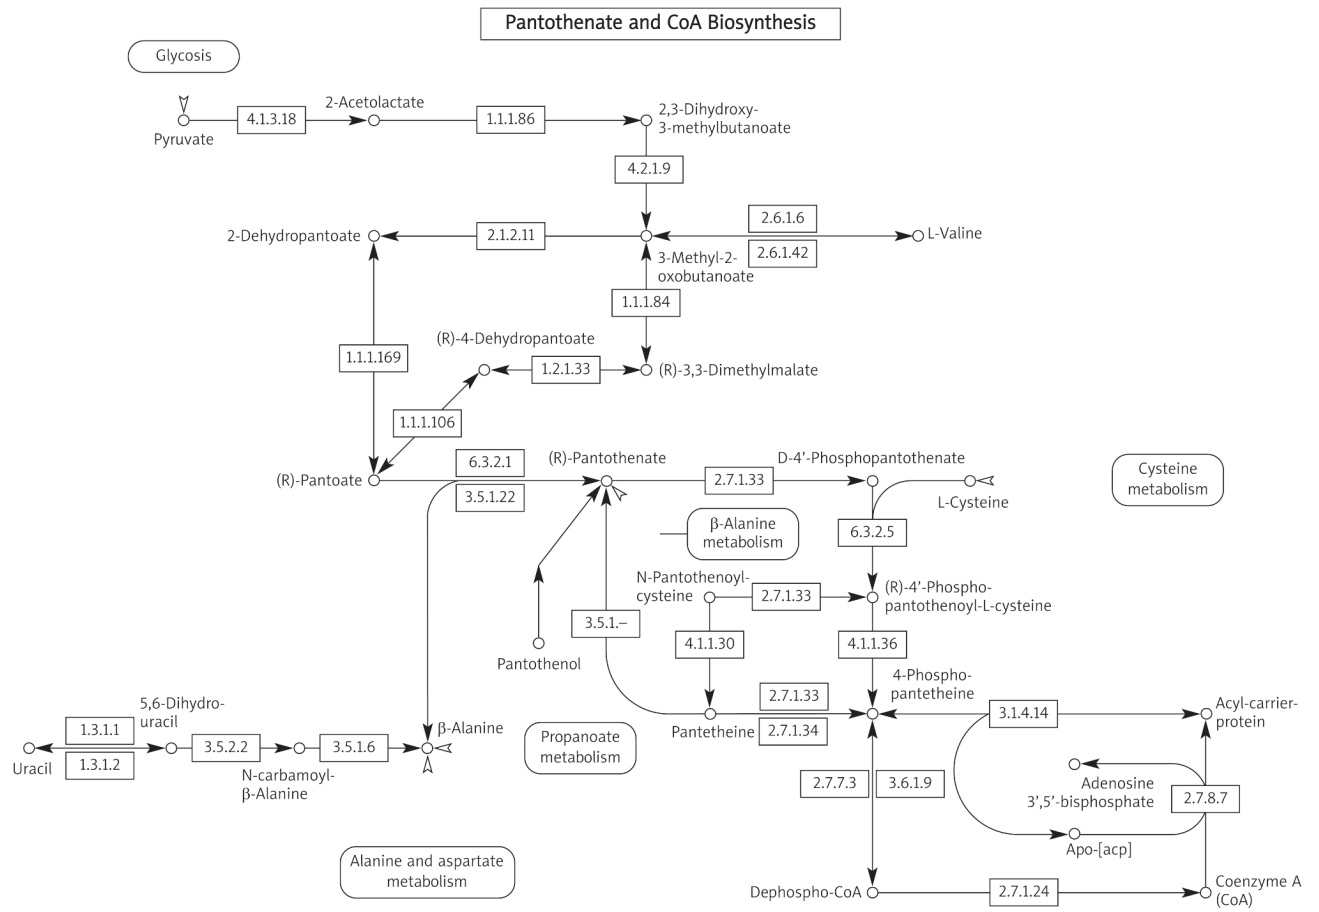 Pantothenate and CoA Biosynthesis
Glycosis
2-Acetolactate
2,3-Dihydroxy-
3-methylbutanoate
4.1.3.18
1.1.1.86
Pyruvate
4.2.1.9
2-Dehydropantoate
2.1.2.11
2.6.1.6
2.6.1.42
L-Valine
3-Methyl-2-
oxobutanoate
1.1.1.84
(R)-4-Dehydropantoate
1.1.1.169
1.2.1.33
(R)-3,3-Dimethylmalate
1.1.1.106
(R)-Pantoate
6.3.2.1
3.5.1.22
(R)-Pantothenate
2.7.1.33
D-4’-Phosphopantothenate
L-Cysteine
Cysteine
metabolism
β-Alanine
metabolism
6.3.2.5
N-Pantothenoyl-
cysteine
2.7.1.33
(R)-4’-Phospho-
pantothenoyl-L-cysteine
3.5.1.–
4.1.1.30
4.1.1.36
Pantothenol
4-Phospho-
pantetheine
2.7.1.33
2.7.1.34
Pantetheine
3.1.4.14
Acyl-carrier-
protein
5,6-Dihydro-
uracil
1.3.1.1
1.3.1.2
Uracil
3.5.2.2
3.5.1.6
N-carbamoyl-
β-Alanine
β-Alanine
Propanoate
metabolism
2.7.7.3
3.6.1.9
Adenosine
3’,5’-bisphosphate
2.7.8.7
Apo-[acp]
Alanine and aspartate
metabolism
Dephospho-CoA
2.7.1.24
Coenzyme A
(CoA)